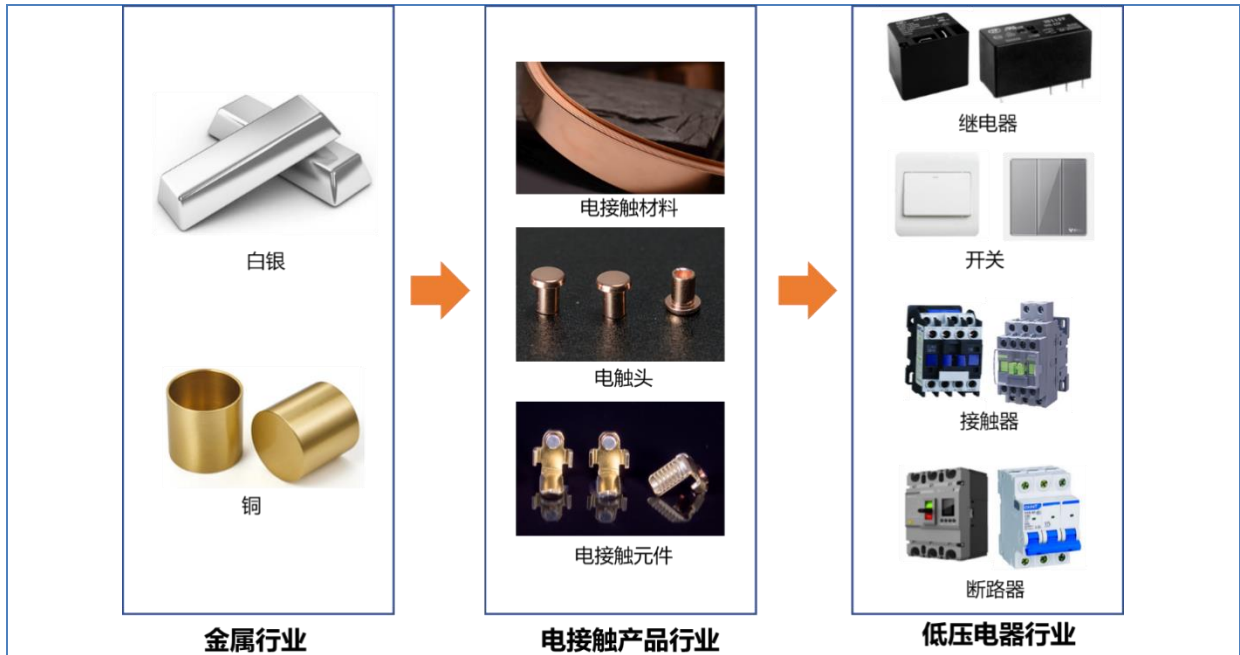 白银
铜
金属行业
电接触材料
电触头
电接触元件
电接触产品行业
继电器
开关
接触器
断路器
低压电器行业